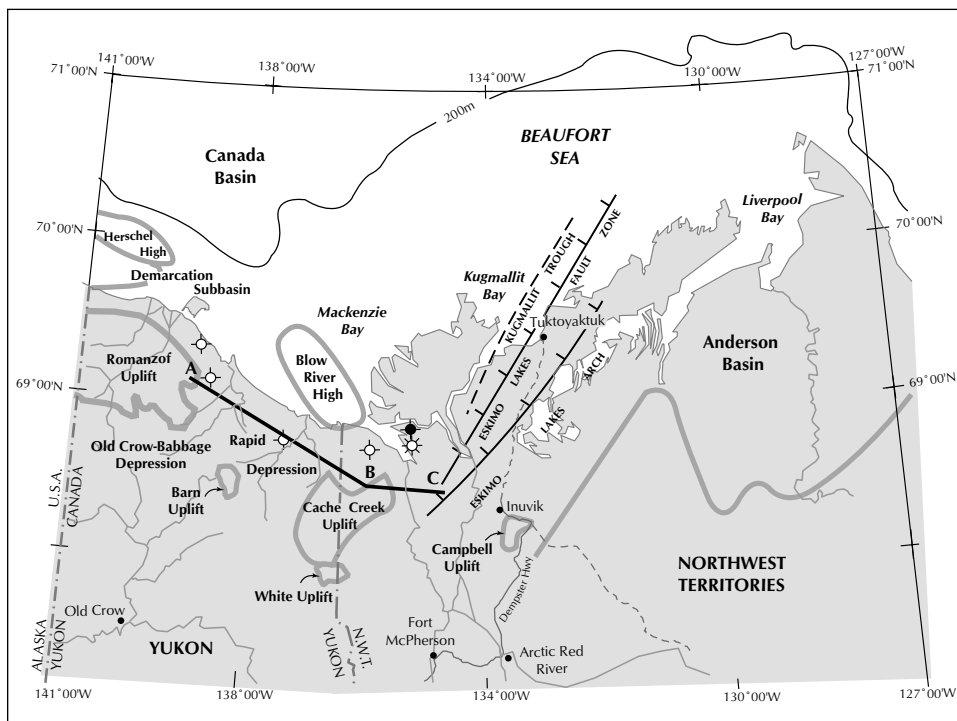 141°00'W
138°00'W
134°00'W
130°00'W
127°00'W
71°00'N
71°00'N
200m
BEAUFORT
SEA
Canada
Basin
Liverpool
Bay
70°00'N
70°00'N
Herschel
High
Demarcation
Subbasin
Kugmallit
Bay
KUGMALLIT TROUGH
ESKIMO LAKES FAULT ZONE
Mackenzie
Bay
Tuktoyaktuk
Romanzof
Uplift
A
Blow
River
High
ESKIMO LAKES ARCH
Anderson
Basin
69°00'N
69°00'N
Old Crow-Babbage
Depression
Rapid
Depression
B
C
U.S.A.
CANADA
Barn
Uplift
Cache Creek
Uplift
Inuvik
Campbell
Uplift
White Uplift
NORTHWEST
TERRITORIES
Dempster Hwy
Old Crow
ALASKA
YUKON
YUKON
YUKON
N.W.T.
Fort
McPherson
Arctic Red
River
141°00'W
138°00'W
134°00'W
130°00'W
127°00'W